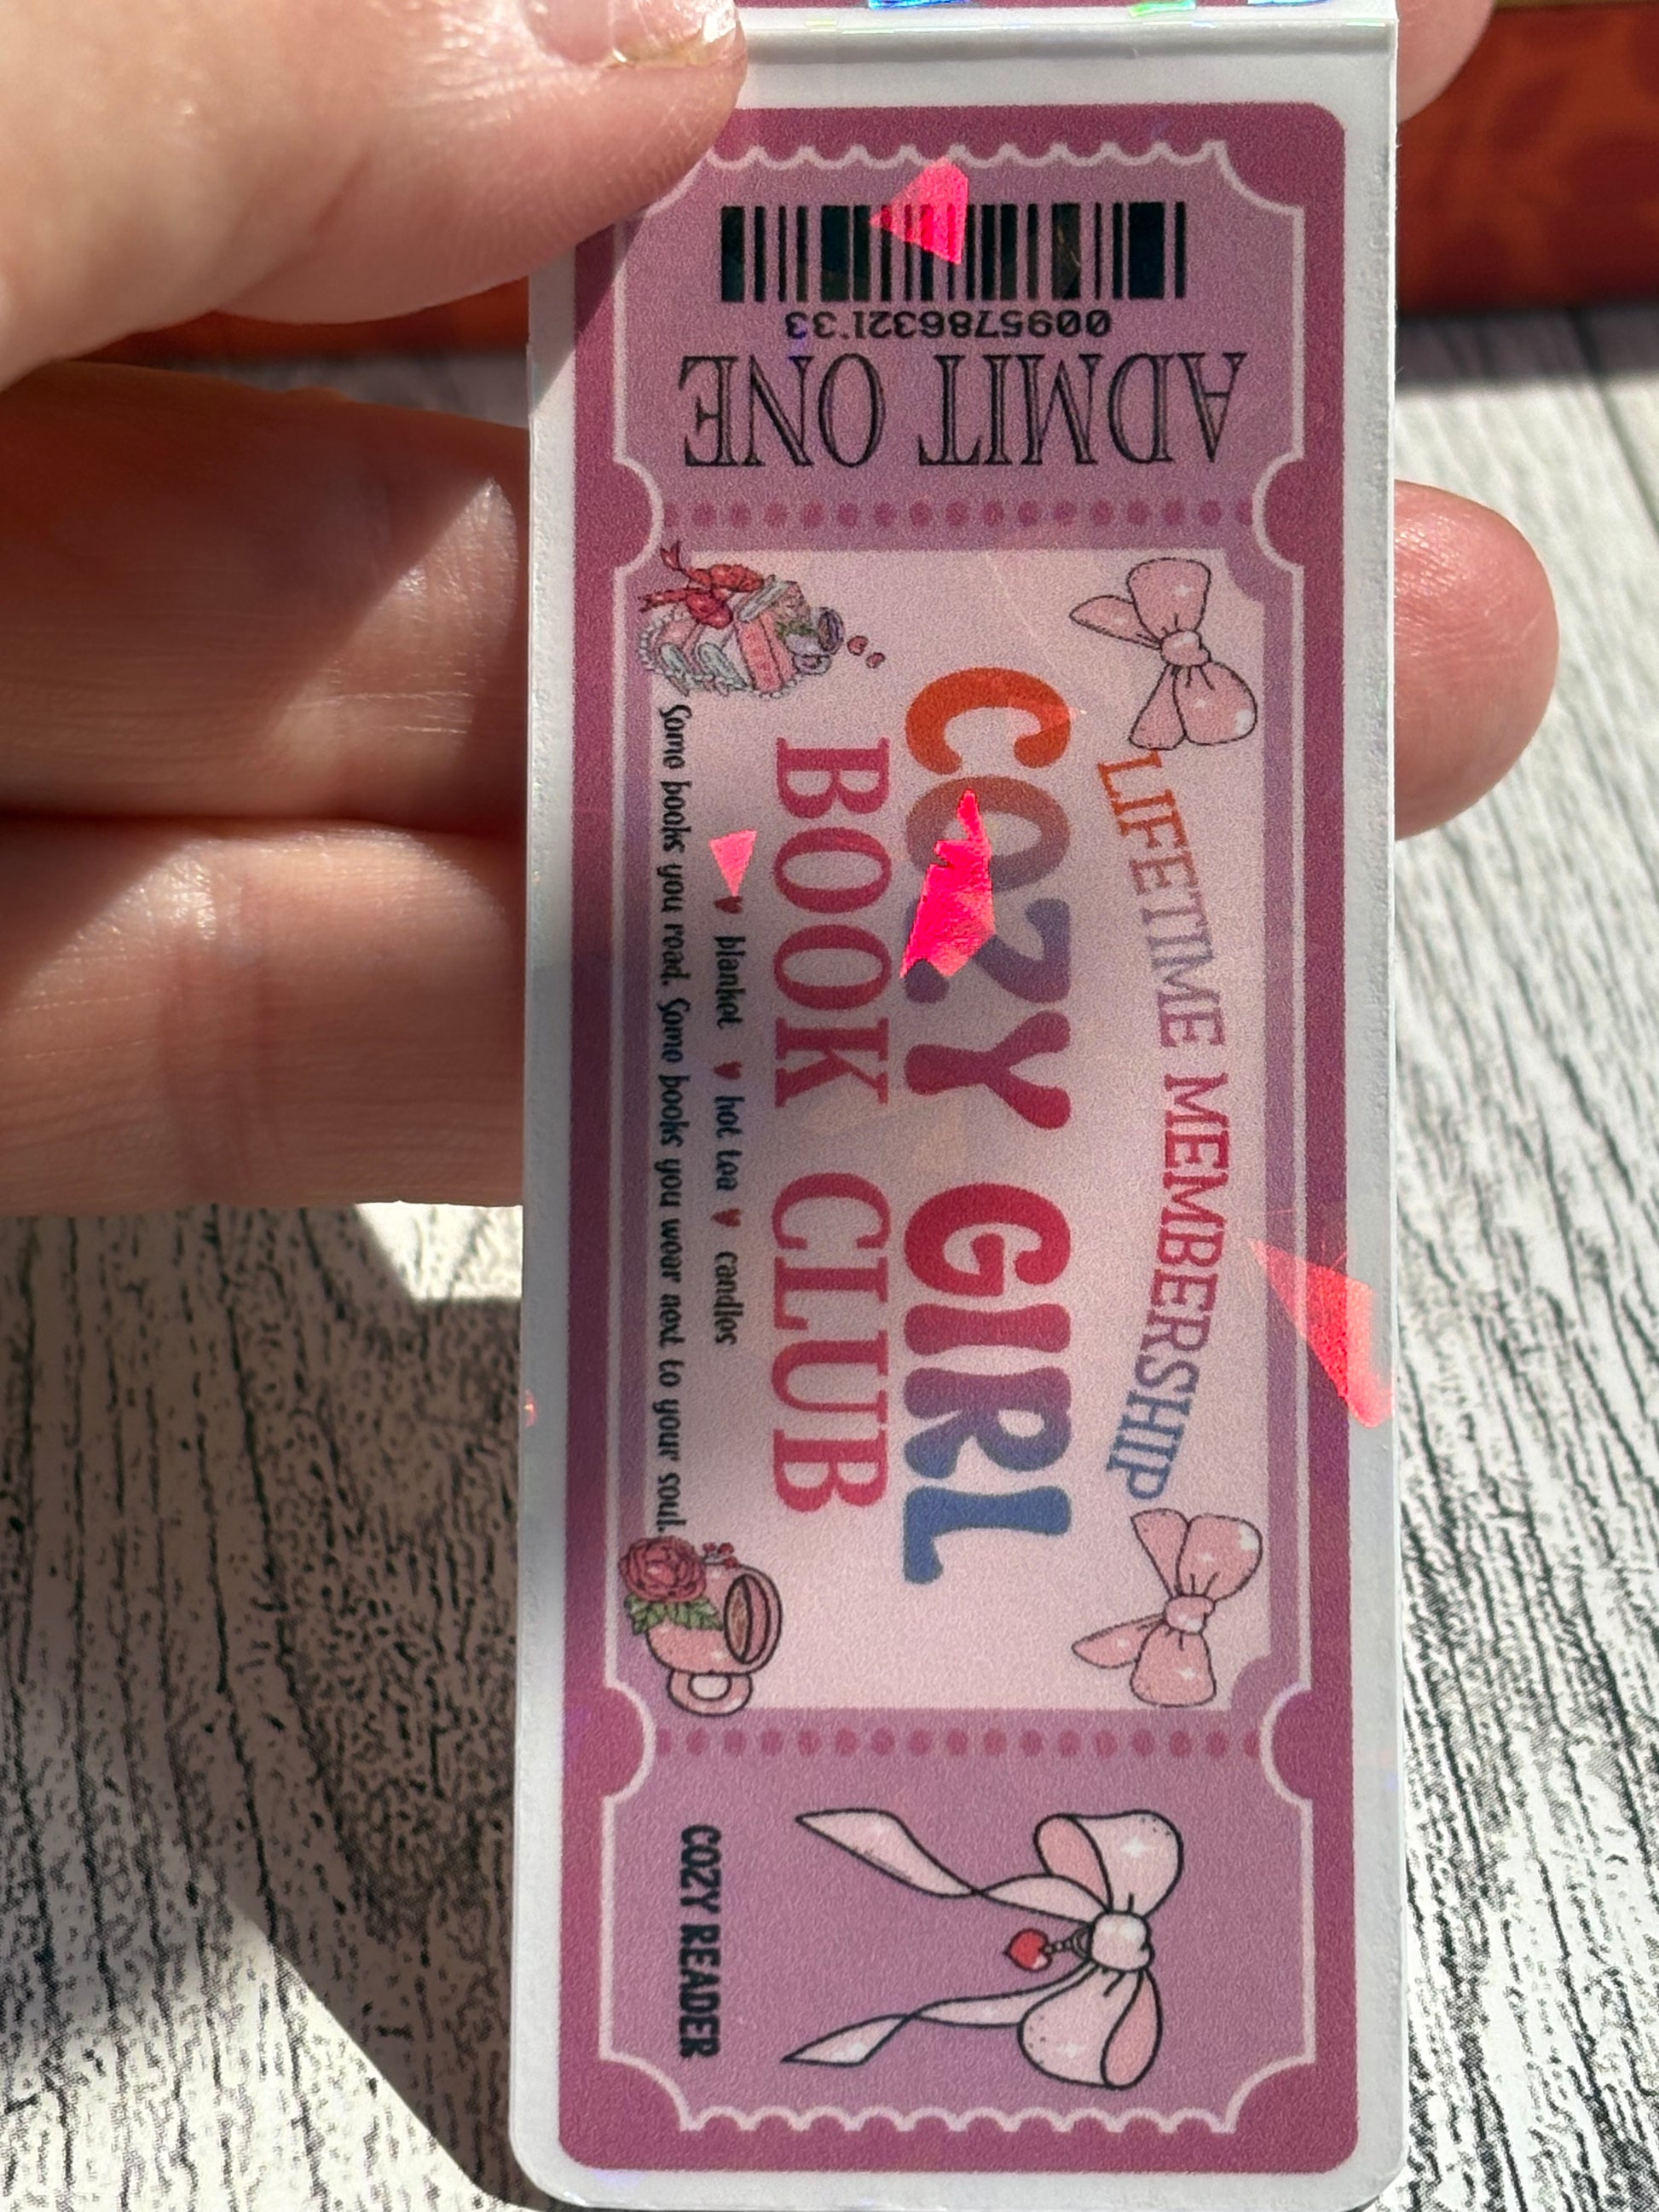 LIFETIME MEMBERSHIP
COZY GIRL
BOOK CLUB
♥ blanket ♥ hot tea ♥ candles
Some books you read. Some books you wear next to your soul.
ADMIT ONE
0095786321'33
COZY READER